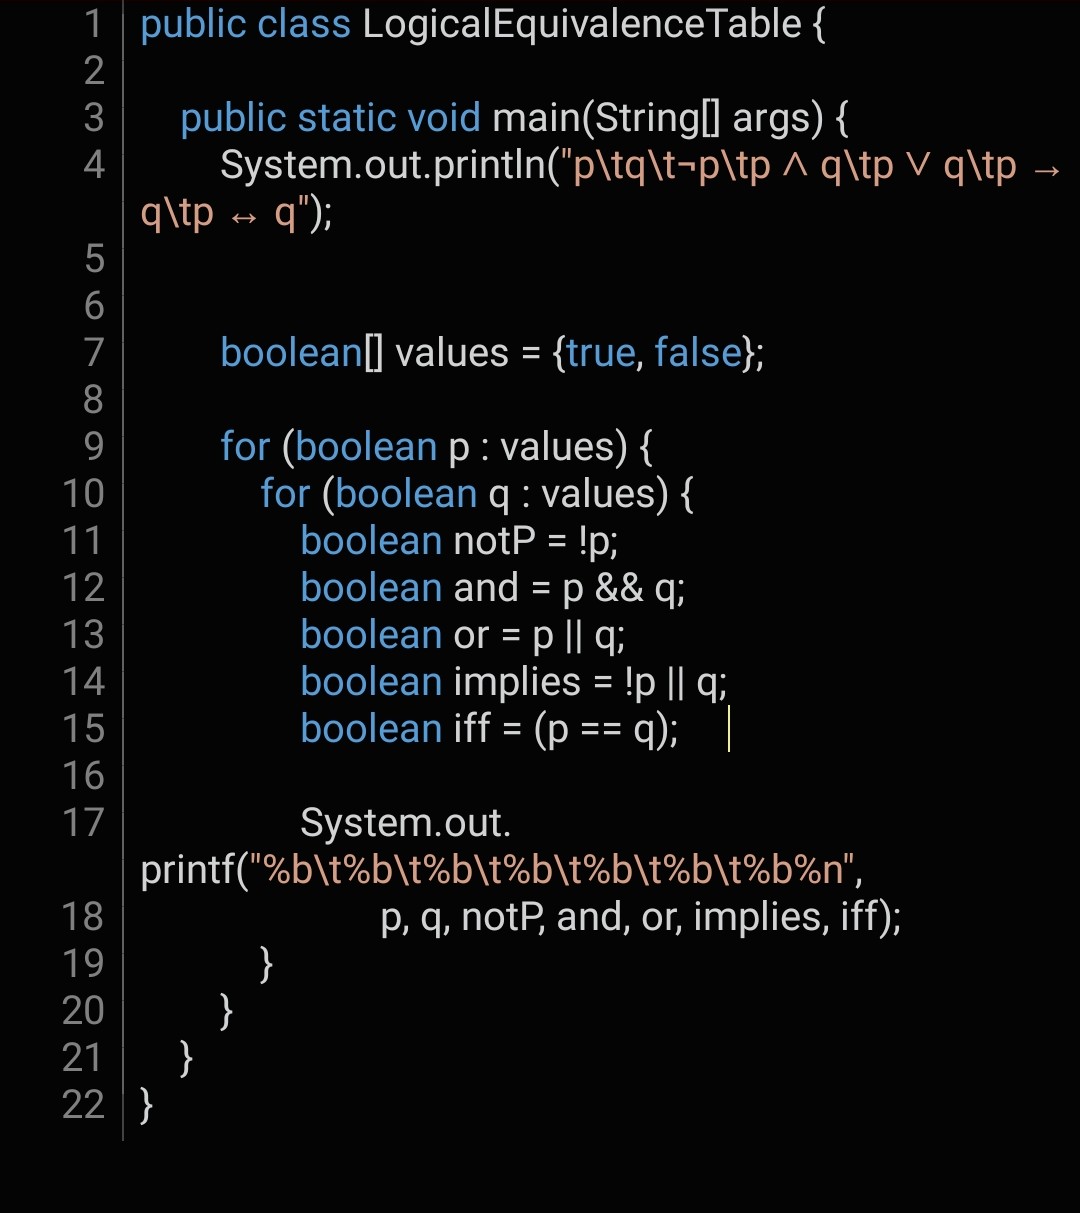 1 public class LogicalEquivalenceTable {
2
3 public static void main(String[] args) {
4 System.out.println("p\tq\t¬p\tp ∧ q\tp ∨ q\tp →
q\tp ↔ q");
5
6
7 boolean[] values = {true, false};
8
9 for (boolean p : values) {
10 for (boolean q : values) {
11 boolean notP = !p;
12 boolean and = p && q;
13 boolean or = p || q;
14 boolean implies = !p || q;
15 boolean iff = (p == q);
16
17 System.out.
printf("%b\t%b\t%b\t%b\t%b\t%b\t%b%n",
18 p, q, notP, and, or, implies, iff);
19 }
20 }
21 }
22 }